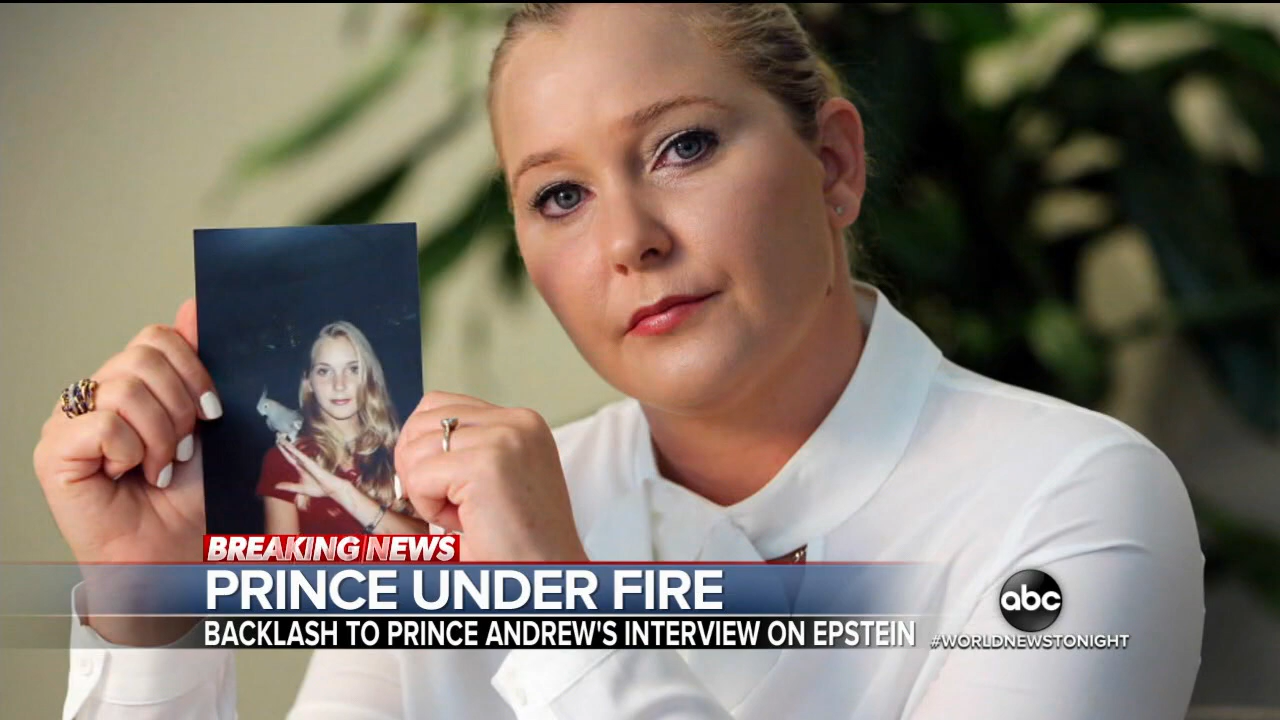 BREAKING NEWS
PRINCE UNDER FIRE
BACKLASH TO PRINCE ANDREW'S INTERVIEW ON EPSTEIN
abc
#WORLDNEWSTONIGHT